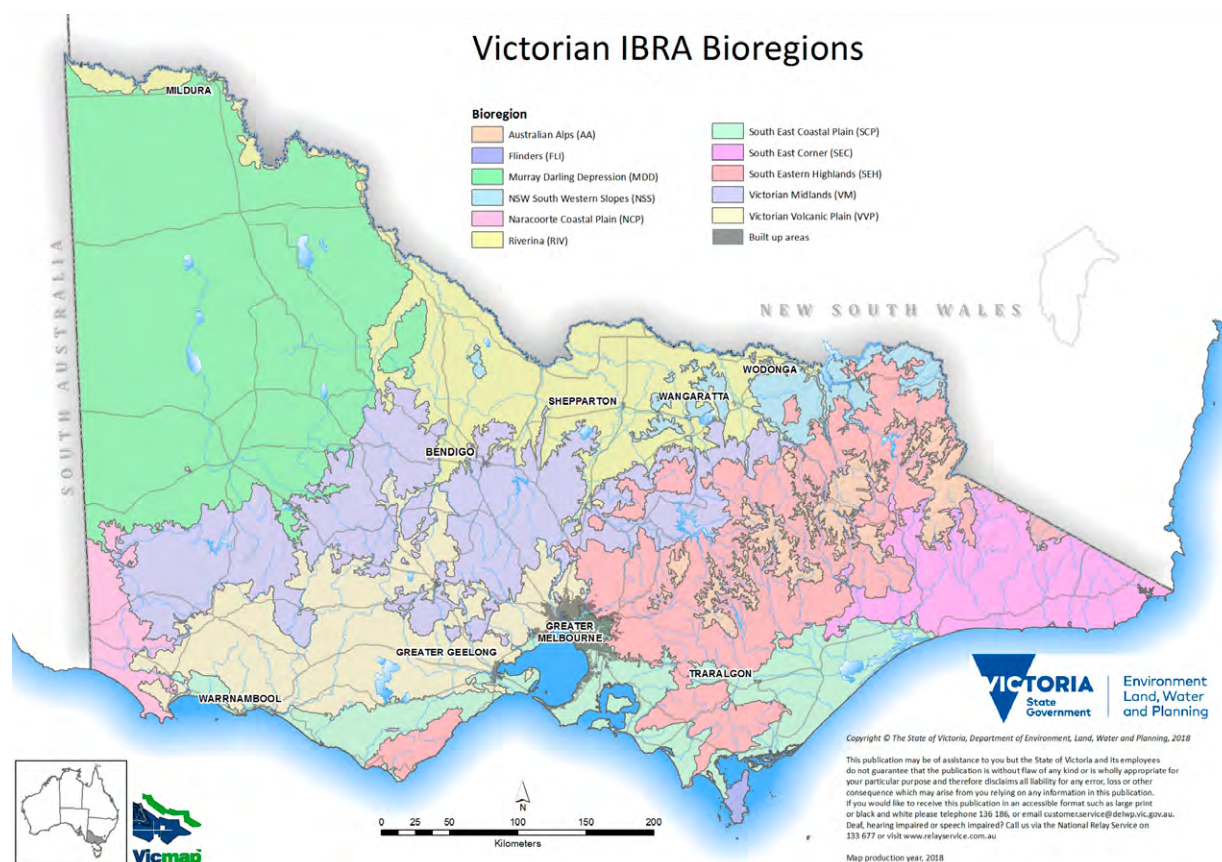 Victorian IBRA Bioregions
Bioregion
Australian Alps (AA)
Flinders (FLI)
Murray Darling Depression (MDD)
NSW South Western Slopes (NSS)
Naracoorte Coastal Plain (NCP)
Riverina (RIV)
South East Coastal Plain (SCP)
South East Corner (SEC)
South Eastern Highlands (SEH)
Victorian Midlands (VM)
Victorian Volcanic Plain (VVP)
Built up areas
MILDURA
SOUTH AUSTRALIA
NEW SOUTH WALES
WODONGA
SHEPPARTON
WANGARATTA
BENDIGO
GREATER
MELBOURNE
GREATER GEELONG
TRARALGON
WARRNAMBOOL
VICTORIA
State
Government
Environment
Land, Water
and Planning
Copyright © The State of Victoria, Department of Environment, Land, Water and Planning, 2018
This publication may be of assistance to you but the State of Victoria and its employees
do not guarantee that the publication is without flaw of any kind or is wholly appropriate for
your particular purpose and therefore disclaims all liability for any error, loss or other
consequence which may arise from you relying on any information in this publication.
If you would like to receive this publication in an accessible format such as large print
or black and white please telephone 136 186, or email customer.service@delwp.vic.gov.au.
Deaf, hearing impaired or speech impaired? Call us via the National Relay Service on
133 677 or visit www.relayservice.com.au
Map production year, 2018
N
0 25 50 100 150 200
Kilometers
Vicmap